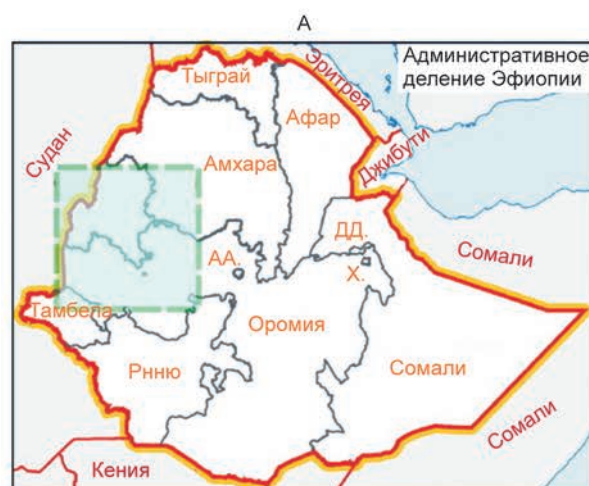 А
Административное
деление Эфиопии
Тыграй
Эритрея
Афар
Судан
Амхара
Джибути
ДД.
АА.
Х.
Сомали
Тамбела
Оромия
Рнню
Сомали
Сомали
Кения